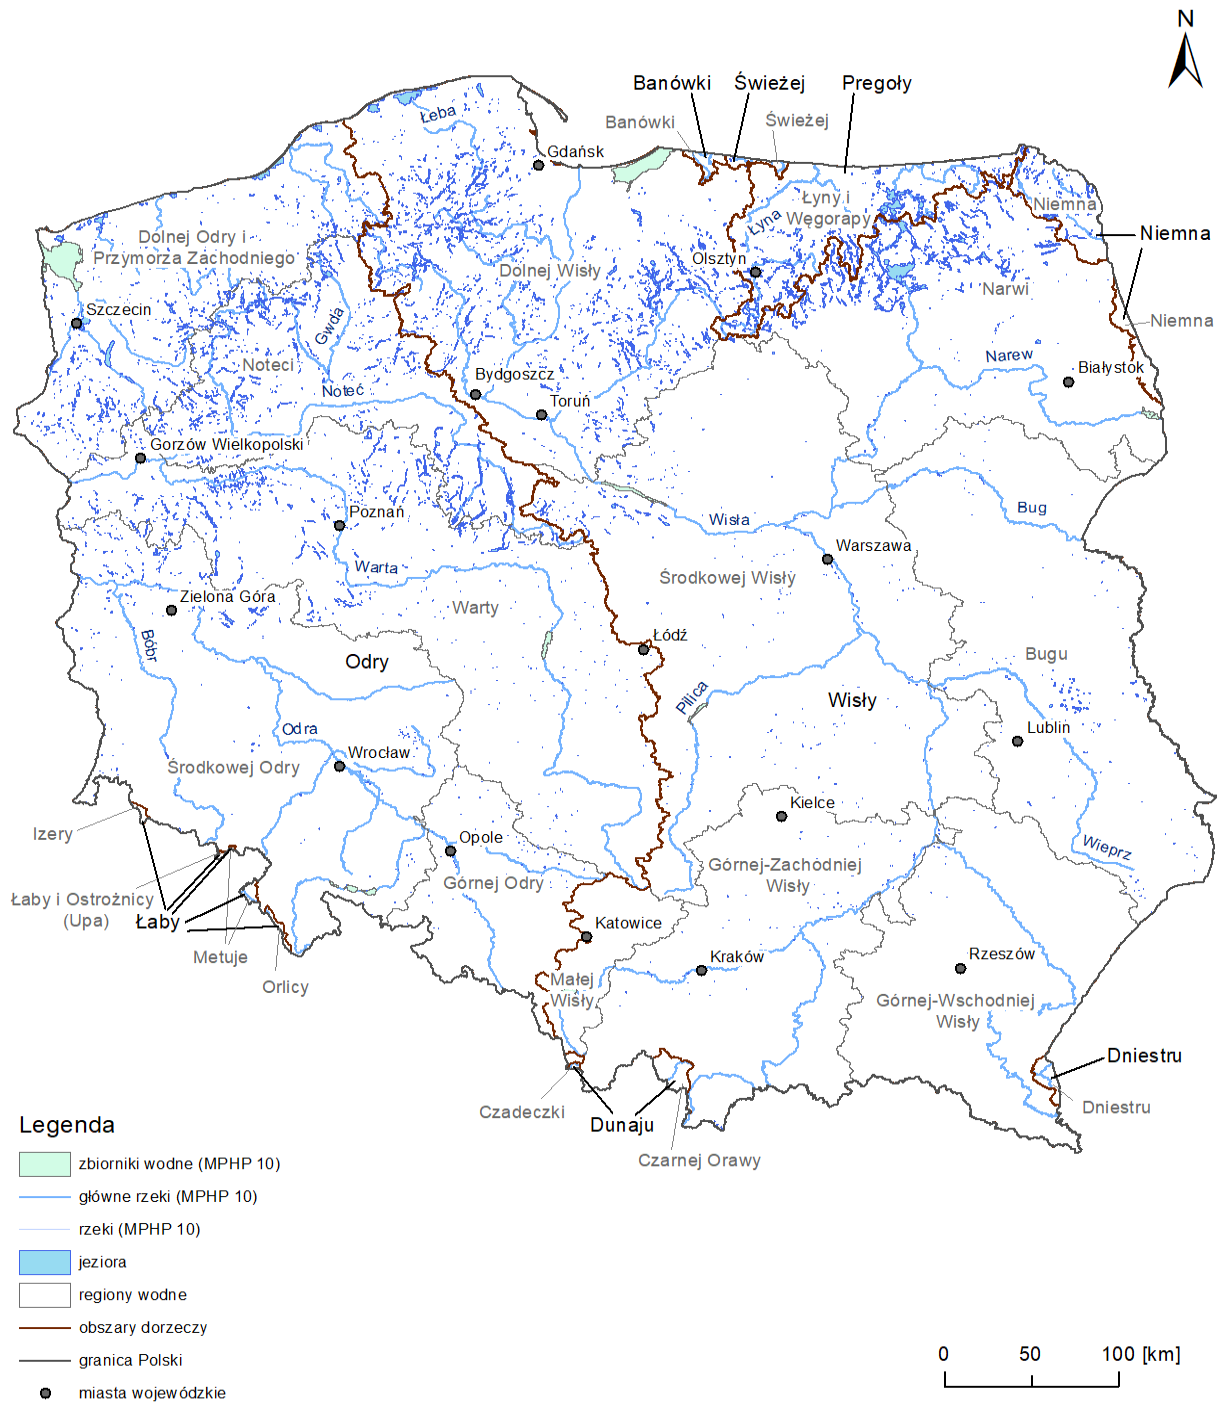 N
Banówki
Świeżej
Pregoły
Banówki
Świeżej
Łeba
Gdańsk
Łyny i
Węgorapy
Niemna
Niemna
Łyna
Dolnej Odry i
Przymorza Zachodniego
Dolnej Wisły
Olsztyn
Narwi
Szczecin
Gwda
Niemna
Noteci
Narew
Białystok
Bydgoszcz
Noteć
Toruń
Gorzów Wielkopolski
Poznań
Wisła
Bug
Warszawa
Warta
Środkowej Wisły
Zielona Góra
Warty
Bóbr
Łódź
Odry
Bugu
Pilica
Wisły
Odra
Lublin
Wrocław
Środkowej Odry
Kielce
Izery
Opole
Wieprz
Górnej-Zachodniej
Wisły
Górnej Odry
Łaby i Ostrożnicy
(Upa)
Łaby
Katowice
Metuje
Kraków
Rzeszów
Orlicy
Małej
Wisły
Górnej-Wschodniej
Wisły
Dniestru
Czadeczki
Dunaju
Dniestru
Czarnej Orawy
Legenda
zbiorniki wodne (MPHP 10)
główne rzeki (MPHP 10)
rzeki (MPHP 10)
jeziora
regiony wodne
obszary dorzeczy
granica Polski
miasta wojewódzkie
0 50 100 [km]